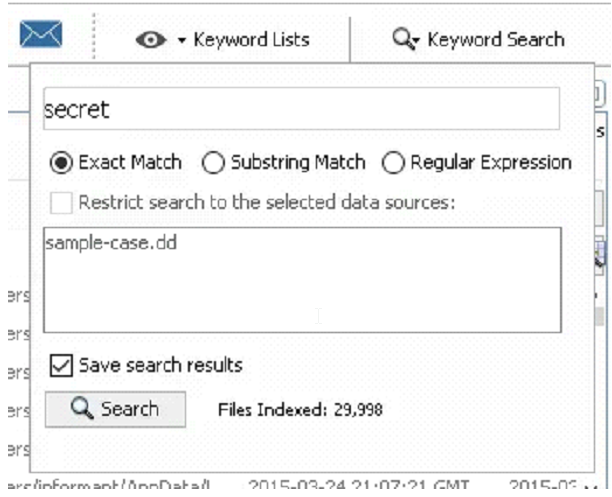 Keyword Lists Keyword Search
secret
Exact Match Substring Match Regular Expression
Restrict search to the selected data sources:
sample-case.dd
Save search results
Search Files Indexed: 29,998
ers
ers
ers
ers
ers
ers/informant/AppData/L 2015-03-24 21:07:21 GMT 2015-03